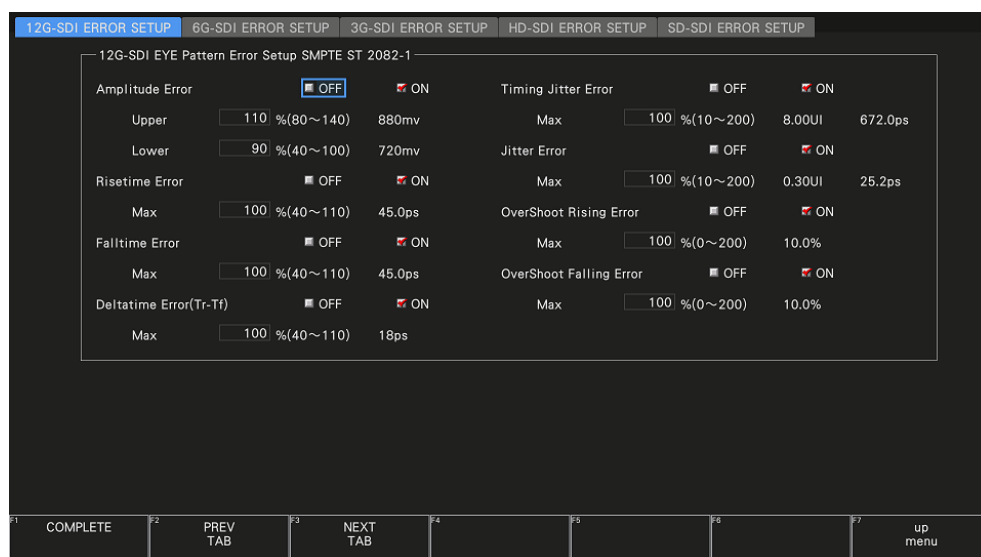 12G-SDI ERROR SETUP 6G-SDI ERROR SETUP 3G-SDI ERROR SETUP HD-SDI ERROR SETUP SD-SDI ERROR SETUP
12G-SDI EYE Pattern Error Setup SMPTE ST 2082-1
Amplitude Error OFF ON
Upper 110 %(80～140) 880mv
Lower 90 %(40～100) 720mv
Risetime Error OFF ON
Max 100 %(40～110) 45.0ps
Falltime Error OFF ON
Max 100 %(40～110) 45.0ps
Deltatime Error(Tr-Tf) OFF ON
Max 100 %(40～110) 18ps
Timing Jitter Error OFF ON
Max 100 %(10～200) 8.00UI 672.0ps
Jitter Error OFF ON
Max 100 %(10～200) 0.30UI 25.2ps
OverShoot Rising Error OFF ON
Max 100 %(0～200) 10.0%
OverShoot Falling Error OFF ON
Max 100 %(0～200) 10.0%
F1 COMPLETE
F2 PREV
TAB
F3 NEXT
TAB
F4
F5
F6
F7 up
menu